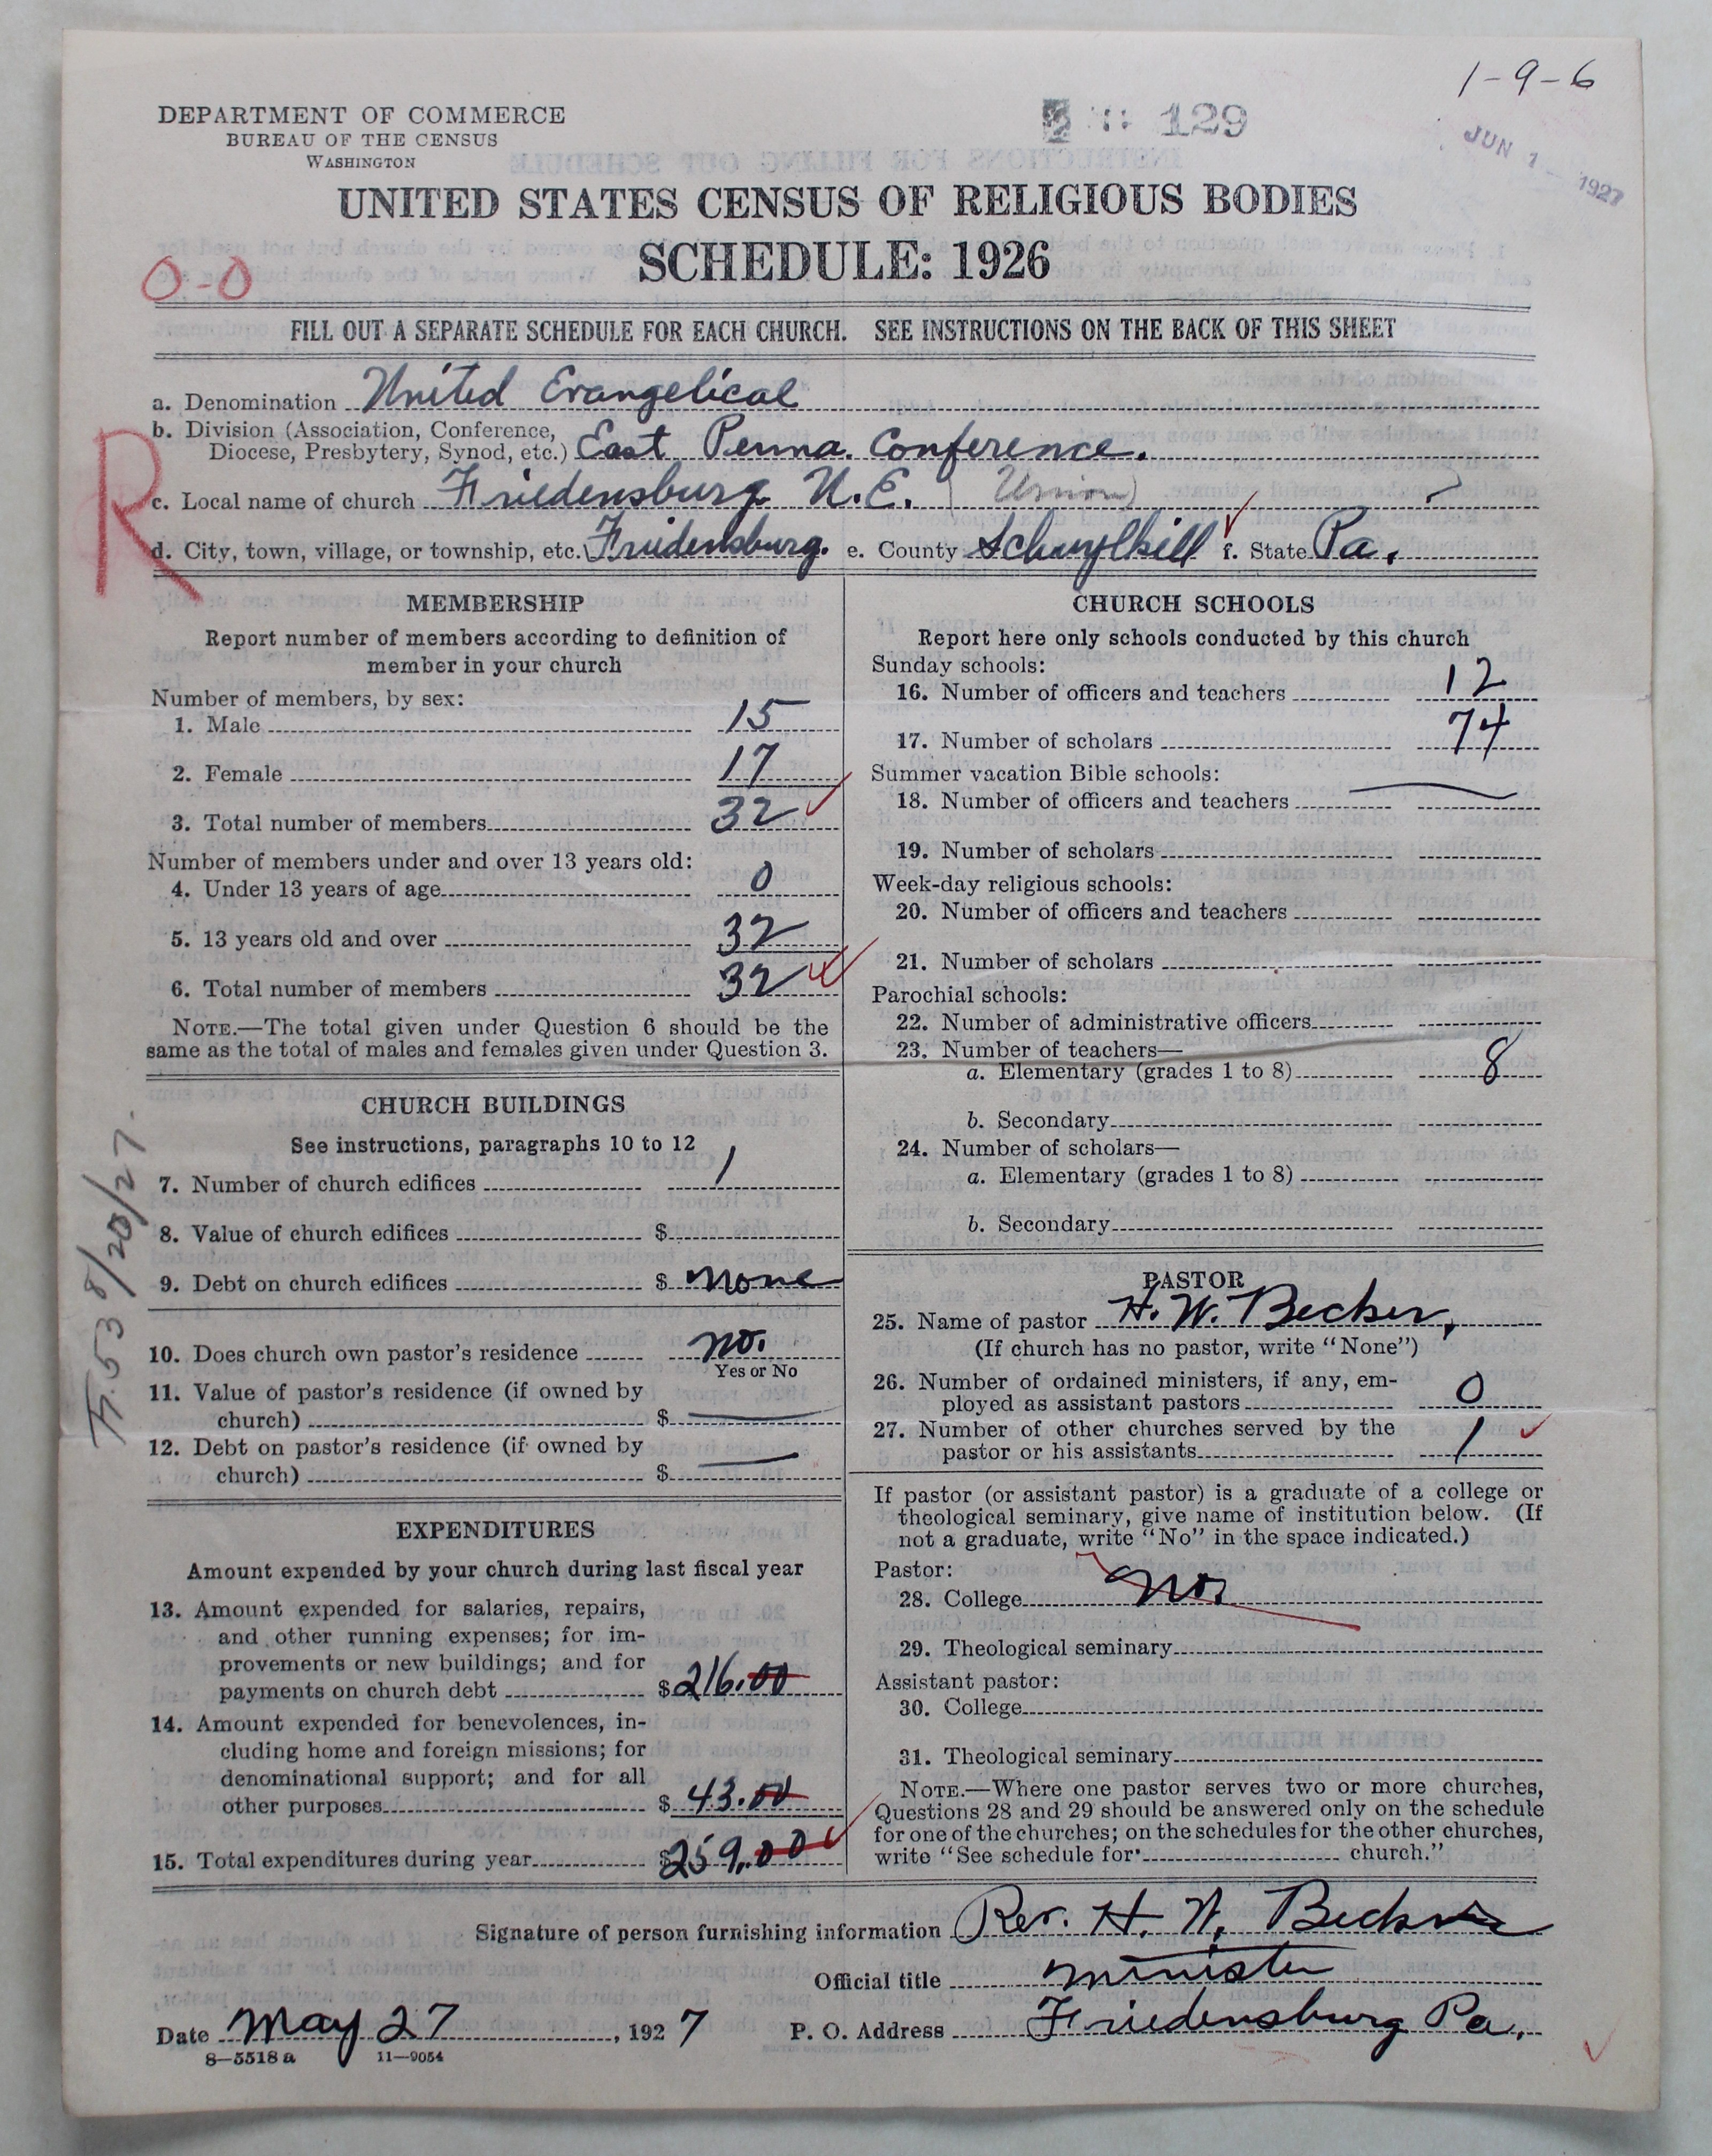 1-9-6
DEPARTMENT OF COMMERCE
BUREAU OF THE CENSUS
WASHINGTON
129
JUN 1 - 1927
UNITED STATES CENSUS OF RELIGIOUS BODIES
SCHEDULE: 1926
O-O
FILL OUT A SEPARATE SCHEDULE FOR EACH CHURCH. SEE INSTRUCTIONS ON THE BACK OF THIS SHEET
R
a. Denomination United Evangelical
b. Division (Association, Conference,
Diocese, Presbytery, Synod, etc.) East Penna. Conference.
c. Local name of church Friedensburg U.E. (Union)
d. City, town, village, or township, etc. Friedensburg. e. County Schuylkill f. State Pa.
MEMBERSHIP
Report number of members according to definition of
member in your church
Number of members, by sex:
1. Male 15
2. Female 17
3. Total number of members 32
Number of members under and over 13 years old:
4. Under 13 years of age 0
5. 13 years old and over 32
6. Total number of members 32
NOTE.—The total given under Question 6 should be the
same as the total of males and females given under Question 3.
CHURCH BUILDINGS
See instructions, paragraphs 10 to 12
7. Number of church edifices 1
8. Value of church edifices $
9. Debt on church edifices $ none
10. Does church own pastor's residence no.
Yes or No
11. Value of pastor's residence (if owned by
church) $
12. Debt on pastor's residence (if owned by
church) $
8/20/27.
EXPENDITURES
Amount expended by your church during last fiscal year
13. Amount expended for salaries, repairs,
and other running expenses; for im-
provements or new buildings; and for
payments on church debt $ 216.00
14. Amount expended for benevolences, in-
cluding home and foreign missions; for
denominational support; and for all
other purposes $ 43.00
15. Total expenditures during year $ 259.00
CHURCH SCHOOLS
Report here only schools conducted by this church
Sunday schools:
16. Number of officers and teachers 12
17. Number of scholars 74
Summer vacation Bible schools:
18. Number of officers and teachers
19. Number of scholars
Week-day religious schools:
20. Number of officers and teachers
21. Number of scholars
Parochial schools:
22. Number of administrative officers
23. Number of teachers—
a. Elementary (grades 1 to 8) 8
b. Secondary
24. Number of scholars—
a. Elementary (grades 1 to 8)
b. Secondary
PASTOR
25. Name of pastor H. W. Becker,
(If church has no pastor, write "None")
26. Number of ordained ministers, if any, em-
ployed as assistant pastors 0
27. Number of other churches served by the
pastor or his assistants 1
If pastor (or assistant pastor) is a graduate of a college or
theological seminary, give name of institution below. (If
not a graduate, write "No" in the space indicated.)
Pastor:
28. College No.
29. Theological seminary
Assistant pastor:
30. College
31. Theological seminary
NOTE.—Where one pastor serves two or more churches,
Questions 28 and 29 should be answered only on the schedule
for one of the churches; on the schedules for the other churches,
write "See schedule for church."
Signature of person furnishing information Rev. H. W. Becker
Official title minister
Date May 27, 1927 P. O. Address Friedensburg Pa.
8—5518 a 11—9054